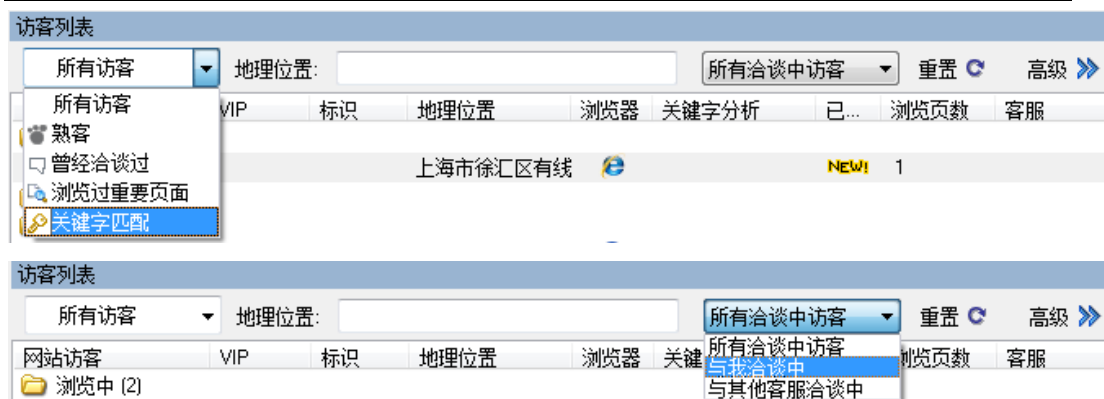 访客列表
所有访客 地理位置: 所有洽谈中访客 重置 高级
所有访客 VIP 标识 地理位置 浏览器 关键字分析 已... 浏览页数 客服
熟客
曾经洽谈过 上海市徐汇区有线 NEW! 1
浏览过重要页面
关键字匹配
访客列表
所有访客 地理位置: 所有洽谈中访客 重置 高级
网站访客 VIP 标识 地理位置 浏览器 关键 所有洽谈中访客 浏览页数 客服
与我洽谈中
浏览中 (2) 与其他客服洽谈中